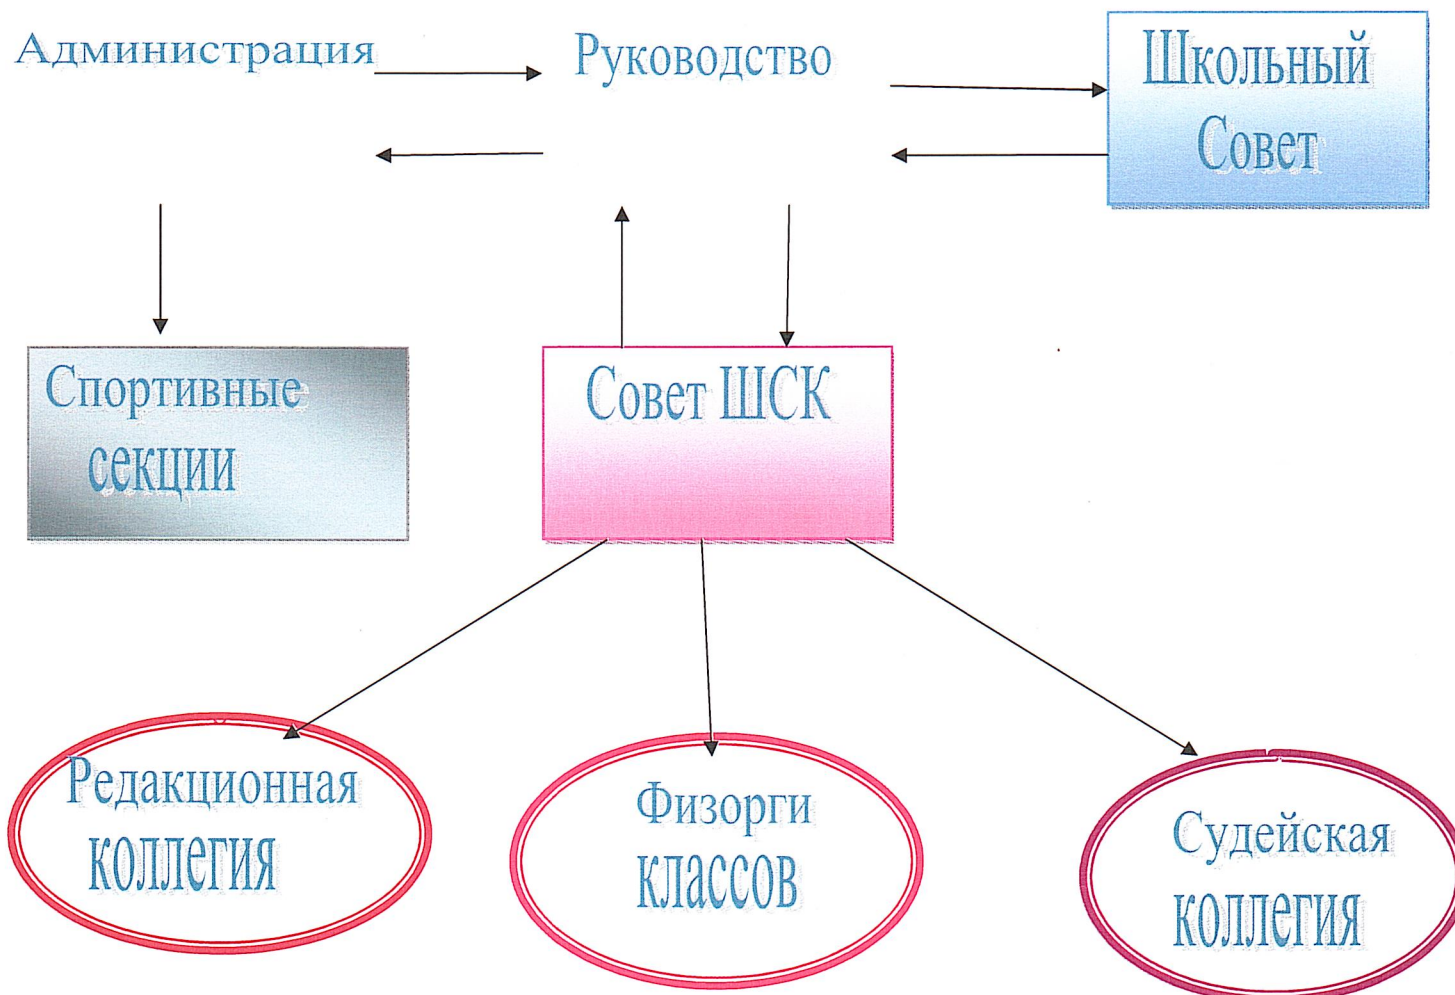 Администрация
Руководство
Школьный
Совет
Спортивные
секции
Совет ШСК
Редакционная
коллегия
Физорги
классов
Судейская
коллегия